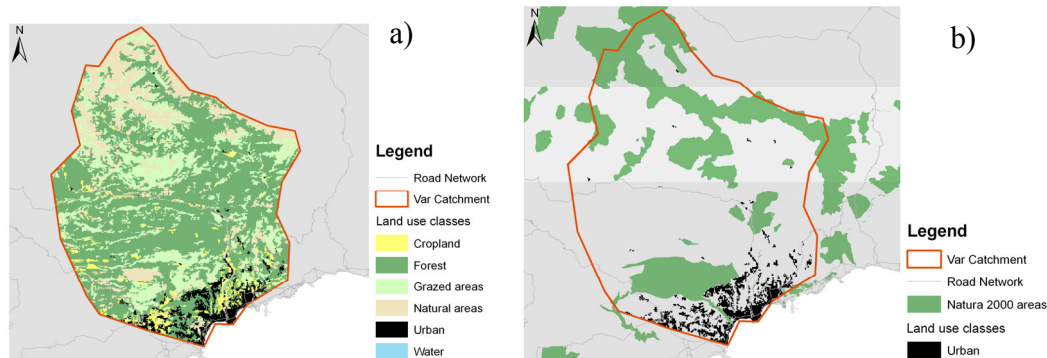 N
a)
Legend
Road Network
Var Catchment
Land use classes
Cropland
Forest
Grazed areas
Natural areas
Urban
Water
N
b)
Legend
Var Catchment
Road Network
Natura 2000 areas
Land use classes
Urban